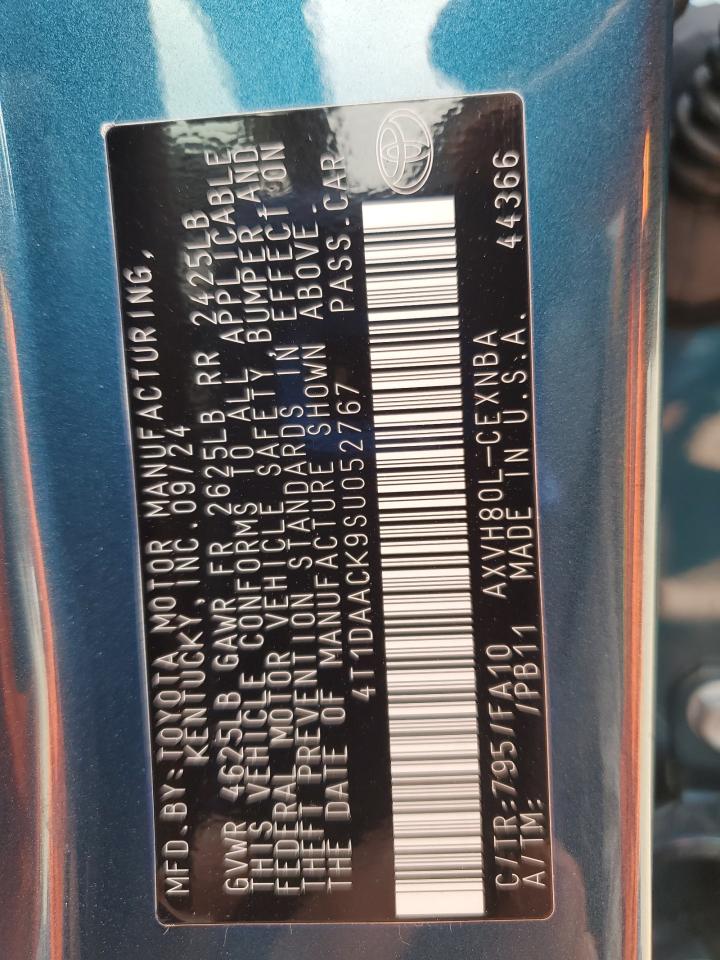 MFD.BY:TOYOTA MOTOR MANUFACTURING,
KENTUCKY, INC.09/24
GVWR 4625LB GAWR FR 2625LB RR 2425LB
THIS VEHICLE CONFORMS TO ALL APPLICABLE
FEDERAL MOTOR VEHICLE SAFETY BUMPER AND
THEFT PREVENTION STANDARDS IN EFFECT ON
THE DATE OF MANUFACTURE SHOWN ABOVE.
4T1DAACK9SU052767 PASS.CAR
C/TR:795/FA10 AXVH80L-CEXNBA
A/TM: /PB11 MADE IN U.S.A. 44366